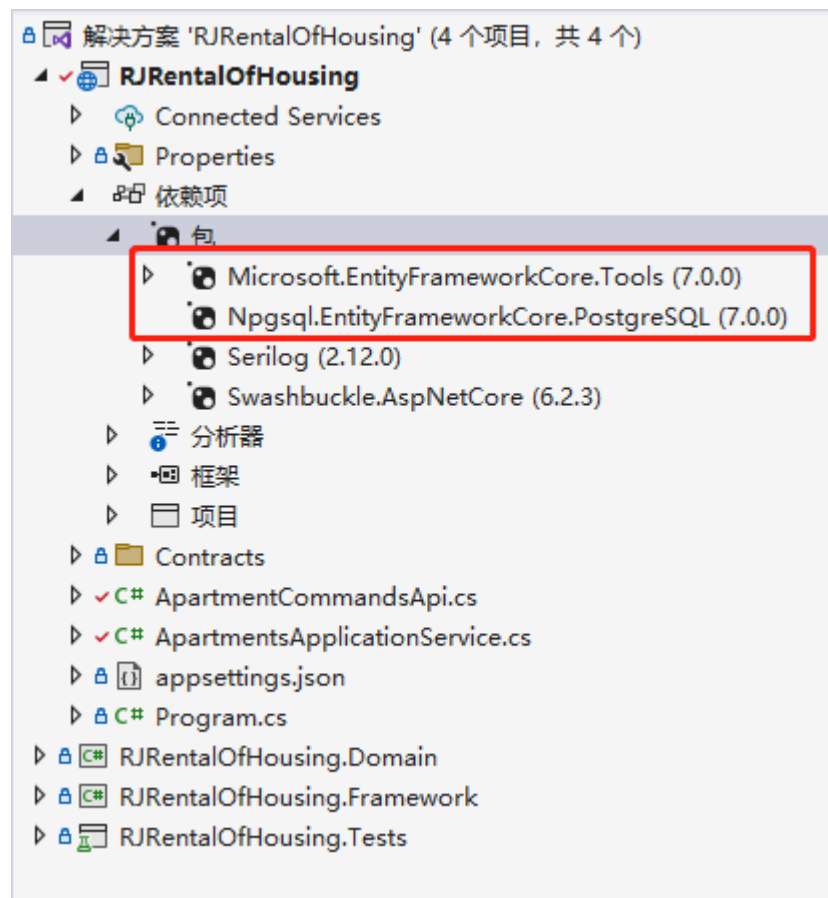 解决方案 'RJRentalOfHousing' (4 个项目，共 4 个)
RJRentalOfHousing
Connected Services
Properties
依赖项
包
Microsoft.EntityFrameworkCore.Tools (7.0.0)
Npgsql.EntityFrameworkCore.PostgreSQL (7.0.0)
Serilog (2.12.0)
Swashbuckle.AspNetCore (6.2.3)
分析器
框架
项目
Contracts
C# ApartmentCommandsApi.cs
C# ApartmentsApplicationService.cs
appsettings.json
C# Program.cs
C# RJRentalOfHousing.Domain
C# RJRentalOfHousing.Framework
RJRentalOfHousing.Tests